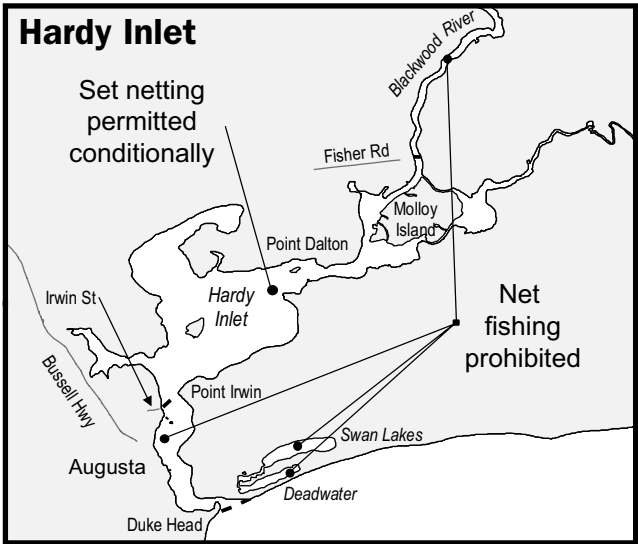 Hardy Inlet
Blackwood River
Set netting
permitted
conditionally
Fisher Rd
Molloy
Island
Point Dalton
Irwin St
Hardy
Inlet
Net
fishing
prohibited
Bussell Hwy
Point Irwin
Swan Lakes
Augusta
Deadwater
Duke Head